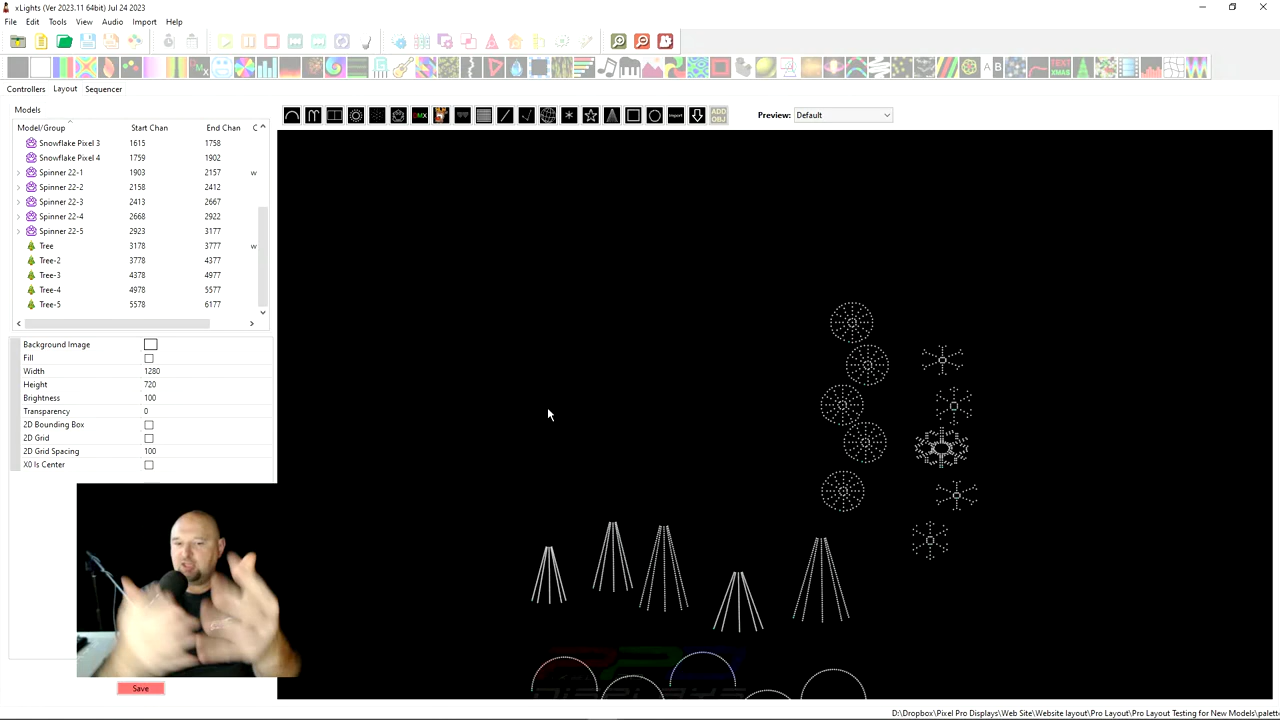 xLights (Ver 2023.11 64bit) Jul 24 2023
File Edit Tools View Audio Import Help
Controllers Layout Sequencer
Models
Preview: Default
Model/Group Start Chan End Chan C
Snowflake Pixel 3 1615 1758
Snowflake Pixel 4 1759 1902
Spinner 22-1 1903 2157 w
Spinner 22-2 2158 2412
Spinner 22-3 2413 2667
Spinner 22-4 2668 2922
Spinner 22-5 2923 3177
Tree 3178 3777 w
Tree-2 3778 4377
Tree-3 4378 4977
Tree-4 4978 5577
Tree-5 5578 6177
Background Image
Fill
Width 1280
Height 720
Brightness 100
Transparency 0
2D Bounding Box
2D Grid
2D Grid Spacing 100
X0 Is Center
Save
DISPLAYS
D:\Dropbox\Pixel Pro Displays\Web Site\Website layout\Pro Layout\Pro Layout Testing for New Models\palett